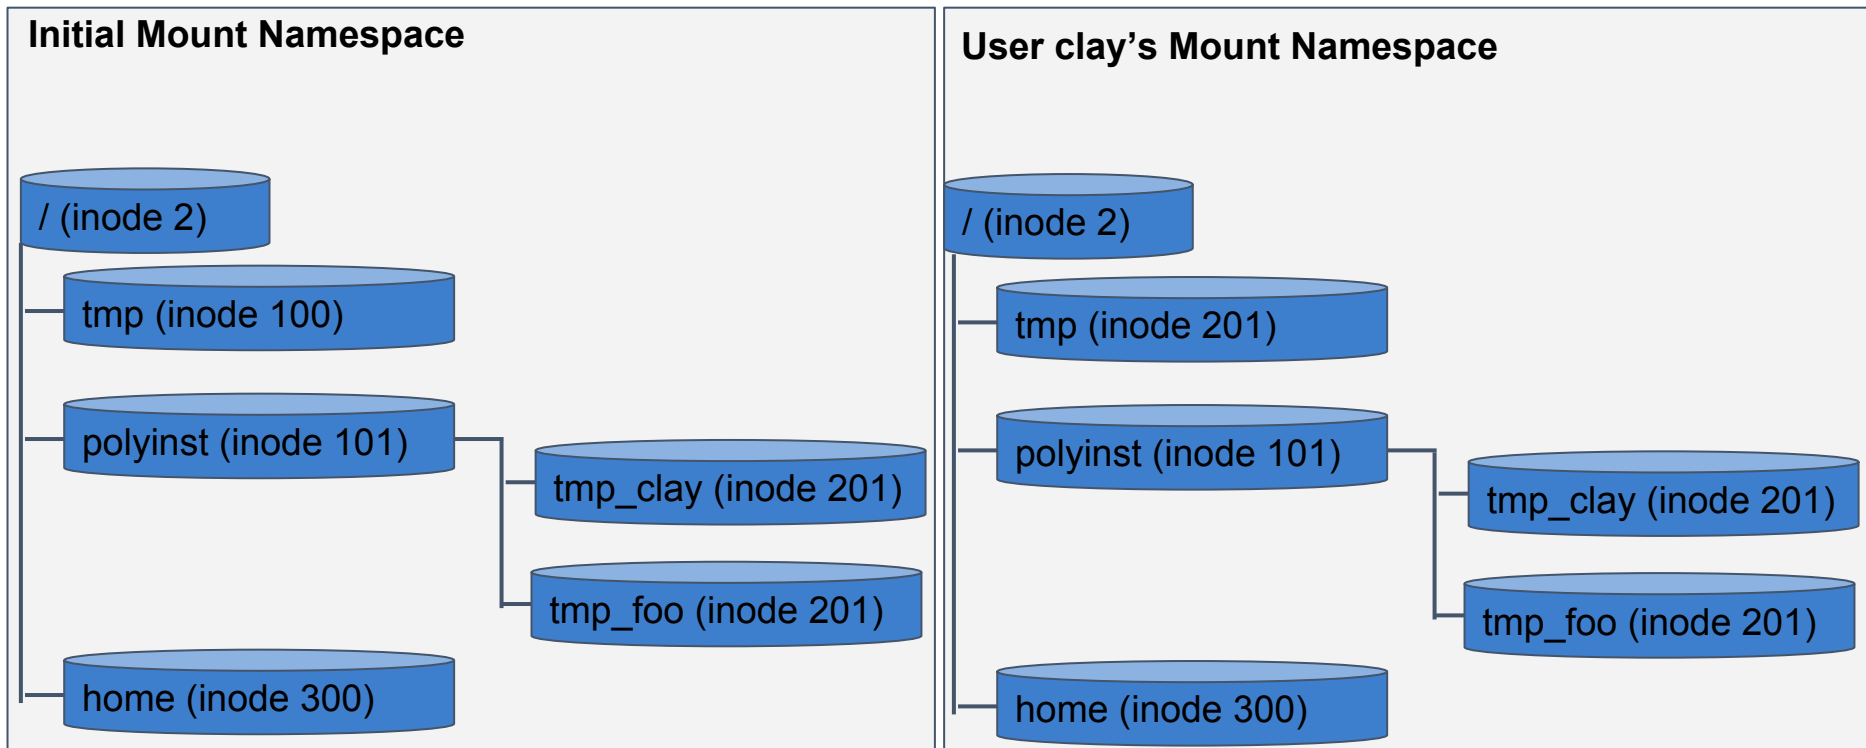 Initial Mount Namespace
/ (inode 2)
tmp (inode 100)
polyinst (inode 101)
tmp_clay (inode 201)
tmp_foo (inode 201)
home (inode 300)
User clay’s Mount Namespace
/ (inode 2)
tmp (inode 201)
polyinst (inode 101)
tmp_clay (inode 201)
tmp_foo (inode 201)
home (inode 300)